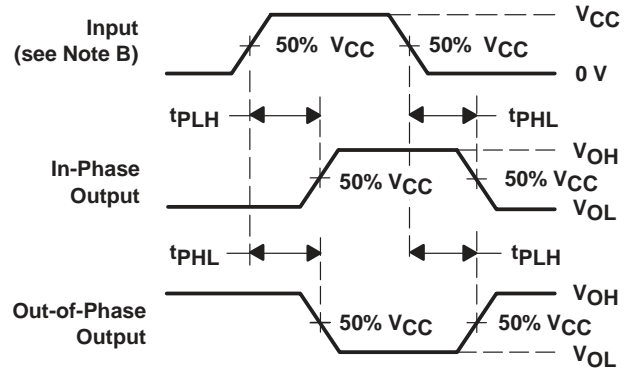 VCC
Input
(see Note B)
50% VCC
50% VCC
0 V
tPLH
tPHL
In-Phase
Output
VOH
50% VCC
50% VCC
VOL
tPHL
tPLH
Out-of-Phase
Output
VOH
50% VCC
50% VCC
VOL